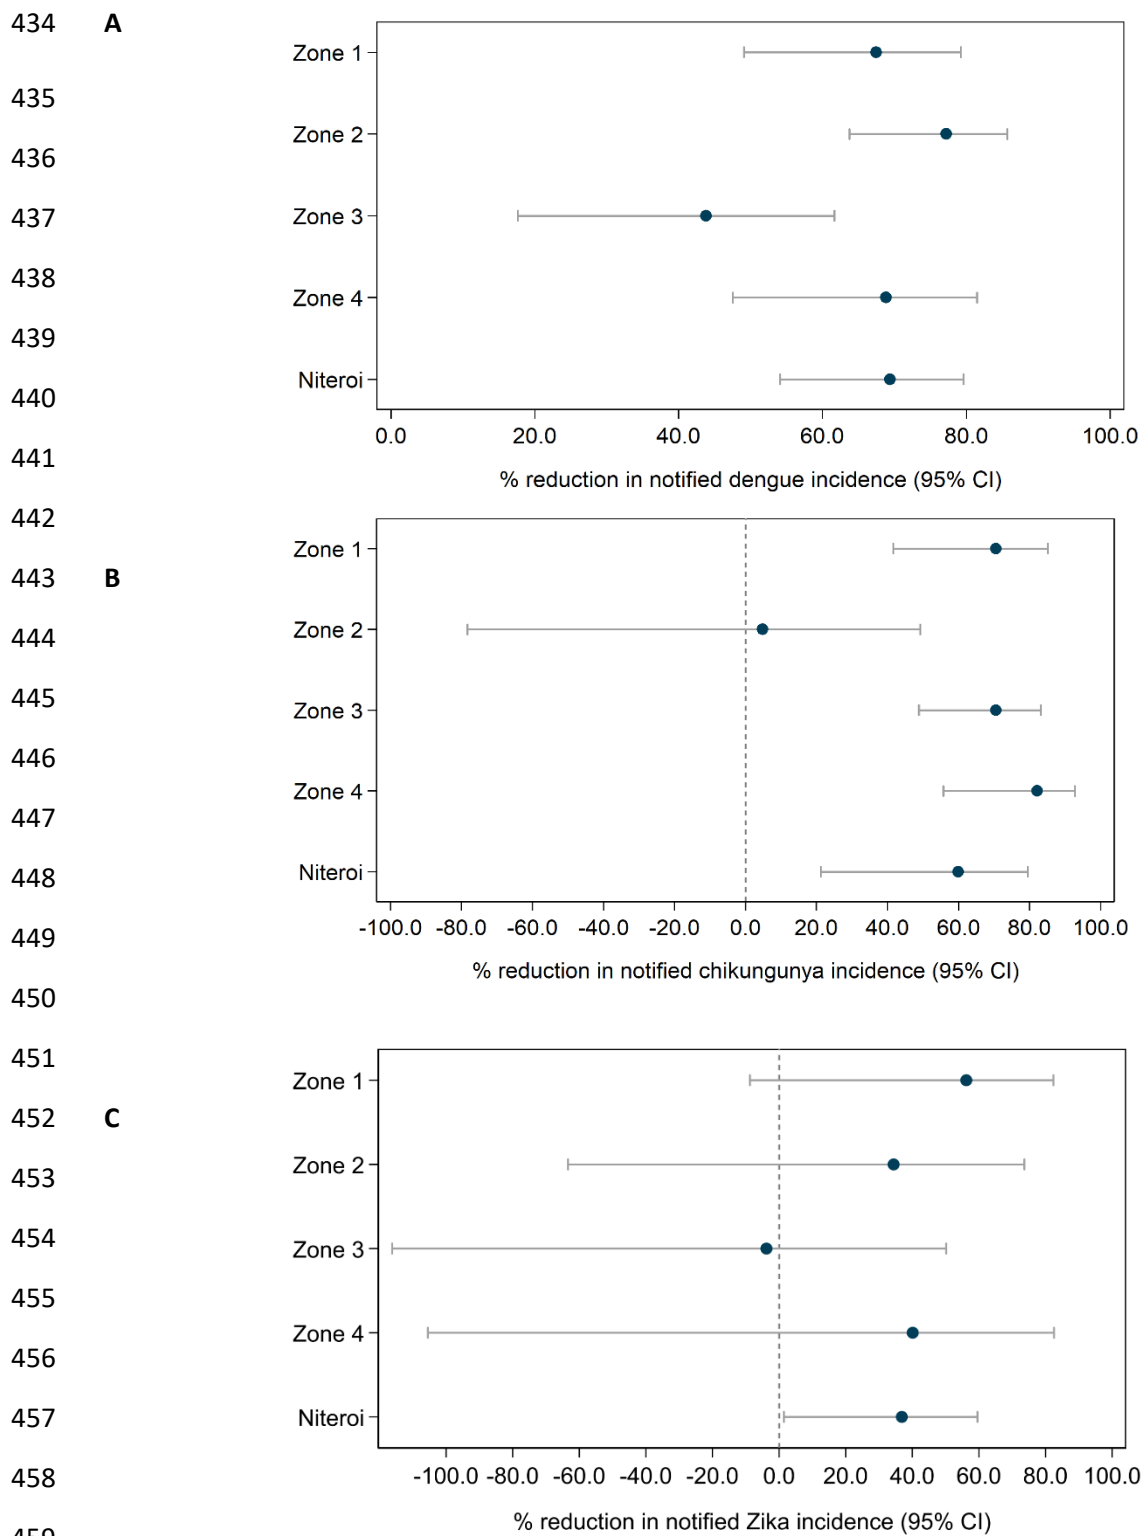 434 A
Zone 1
435
Zone 2
436
437 Zone 3
438
Zone 4
439
Niteroi
440
0.0 20.0 40.0 60.0 80.0 100.0
441
% reduction in notified dengue incidence (95% CI)
442
Zone 1
443 B
Zone 2
444
445
Zone 3
446
Zone 4
447
Niteroi
448
-100.0 -80.0 -60.0 -40.0 -20.0 0.0 20.0 40.0 60.0 80.0 100.0
449
% reduction in notified chikungunya incidence (95% CI)
450
451
Zone 1
452 C
Zone 2
453
454 Zone 3
455
Zone 4
456
457 Niteroi
-100.0 -80.0 -60.0 -40.0 -20.0 0.0 20.0 40.0 60.0 80.0 100.0
458
% reduction in notified Zika incidence (95% CI)